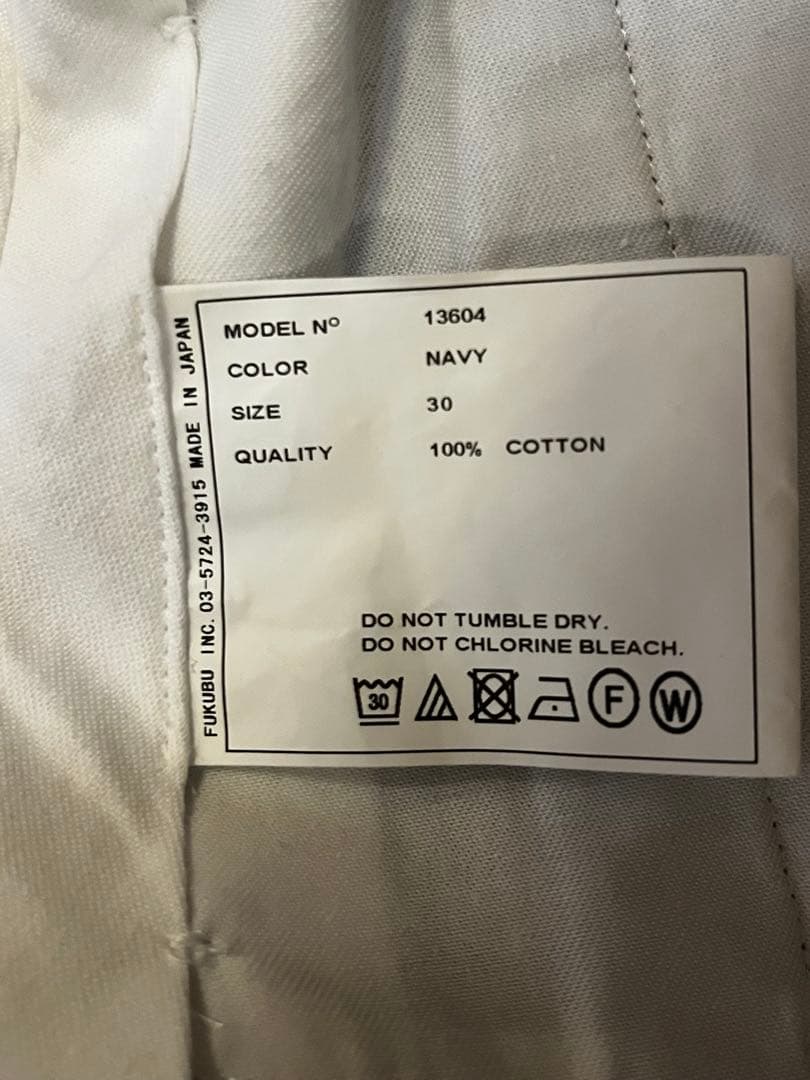 MODEL Nº 13604
COLOR NAVY
SIZE 30
QUALITY 100% COTTON
DO NOT TUMBLE DRY.
DO NOT CHLORINE BLEACH.
30 F W
FUKUBU INC. 03-5724-3915 MADE IN JAPAN